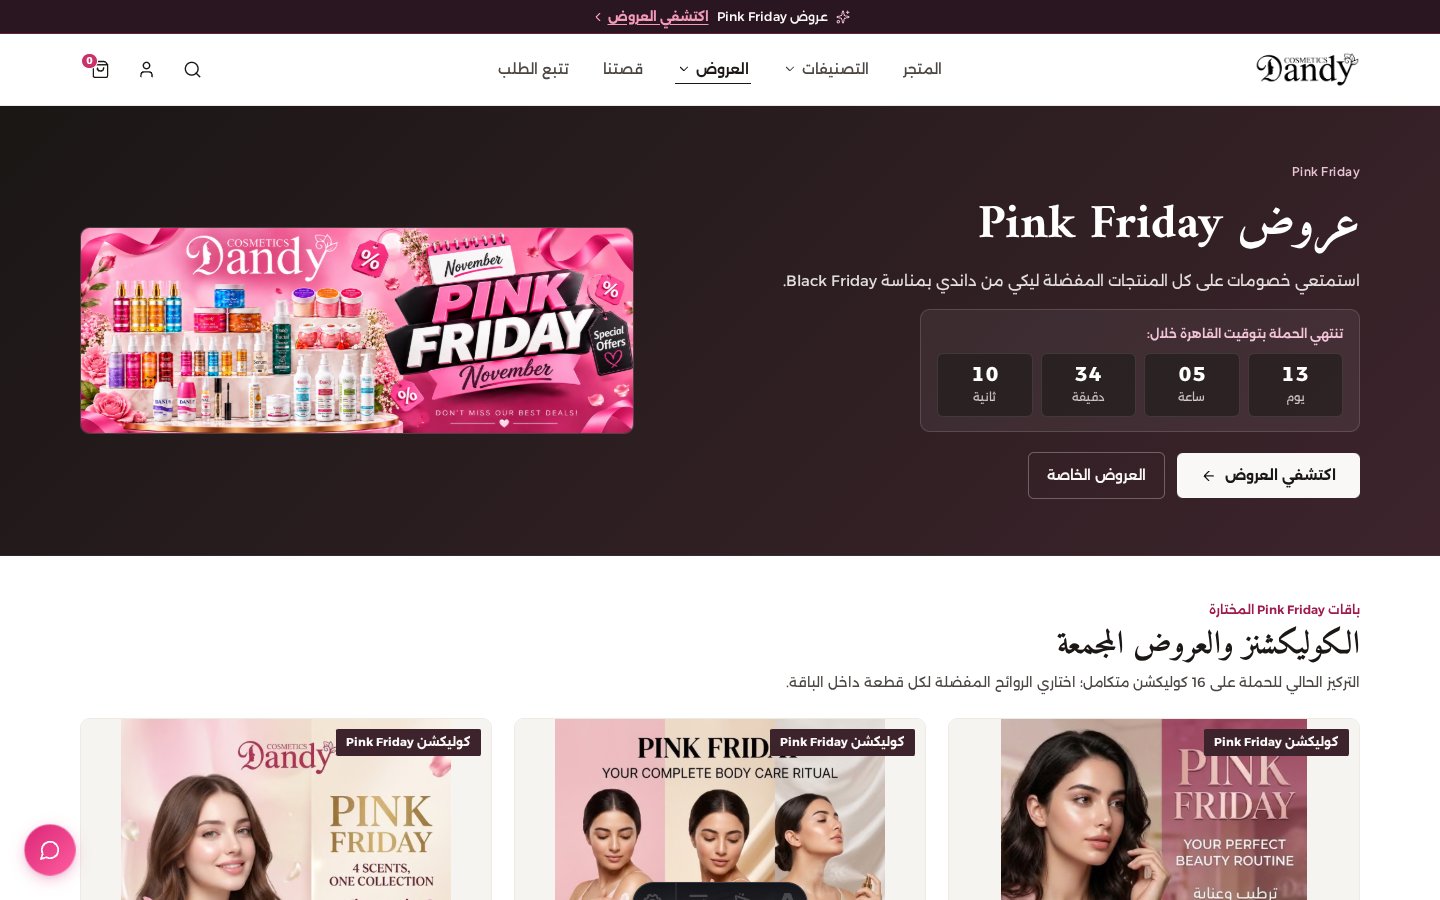 عروض Pink Friday اكتشفي العروض
COSMETICS
Dandy
المتجر
التصنيفات
العروض
قصتنا
تتبع الطلب
0
Pink Friday
عروض Pink Friday
استمتعي خصومات على كل المنتجات المفضلة ليكي من داندي بمناسة Black Friday.
تنتهي الحملة بتوقيت القاهرة خلال:
13
يوم
05
ساعة
34
دقيقة
10
ثانية
اكتشفي العروض
العروض الخاصة
COSMETICS
Dandy
%
November
PINK
FRIDAY
%
Special
Offers
November
%
DON'T MISS OUR BEST DEALS!
باقات Pink Friday المختارة
الكوليكشنز والعروض المجمعة
التركيز الحالي للحملة على 16 كوليكشن متكامل؛ اختاري الروائح المفضلة لكل قطعة داخل الباقة.
كوليكشن Pink Friday
PINK
FRIDAY
YOUR PERFECT
BEAUTY ROUTINE
ترطيب وعناية
كوليكشن Pink Friday
PINK
YOUR COMPLETE BODY CARE RITUAL
كوليكشن Pink Friday
COSMETICS
Dandy
PINK
FRIDAY
4 SCENTS,
ONE COLLECTION